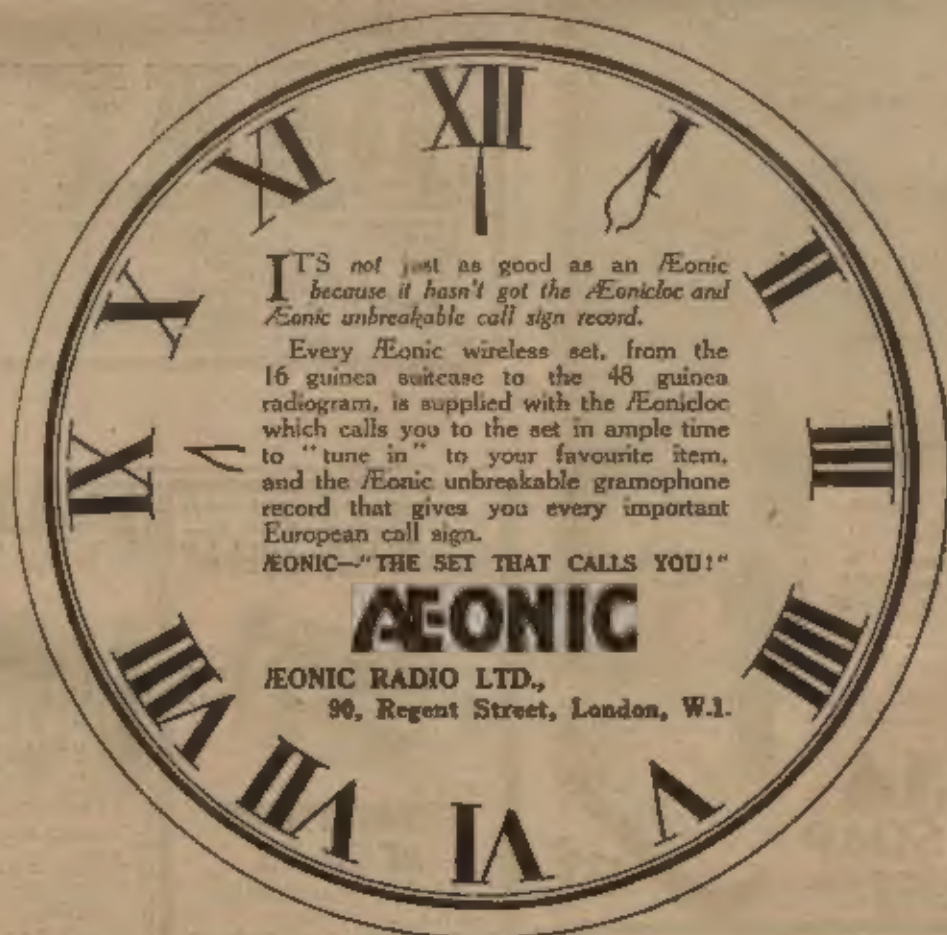 XII
I
II
III
IIII
V
VI
VII
VIII
IX
X
XI
IT'S not just as good as an Æonic
because it hasn't got the Æonicloc and
Æonic unbreakable call sign record.
Every Æonic wireless set, from the
16 guinea suitcase to the 48 guinea
radiogram, is supplied with the Æonicloc
which calls you to the set in ample time
to "tune in" to your favourite item,
and the Æonic unbreakable gramophone
record that gives you every important
European call sign.
ÆONIC—"THE SET THAT CALLS YOU!"
ÆONIC
ÆONIC RADIO LTD.,
90, Regent Street, London, W.1.